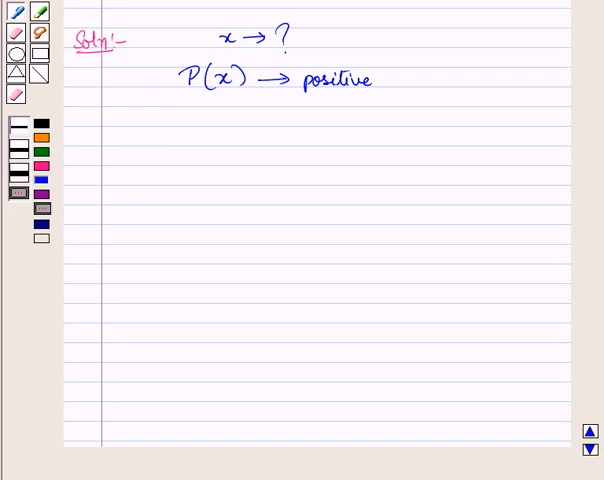 Soln:- x → ?
P(x) → positive